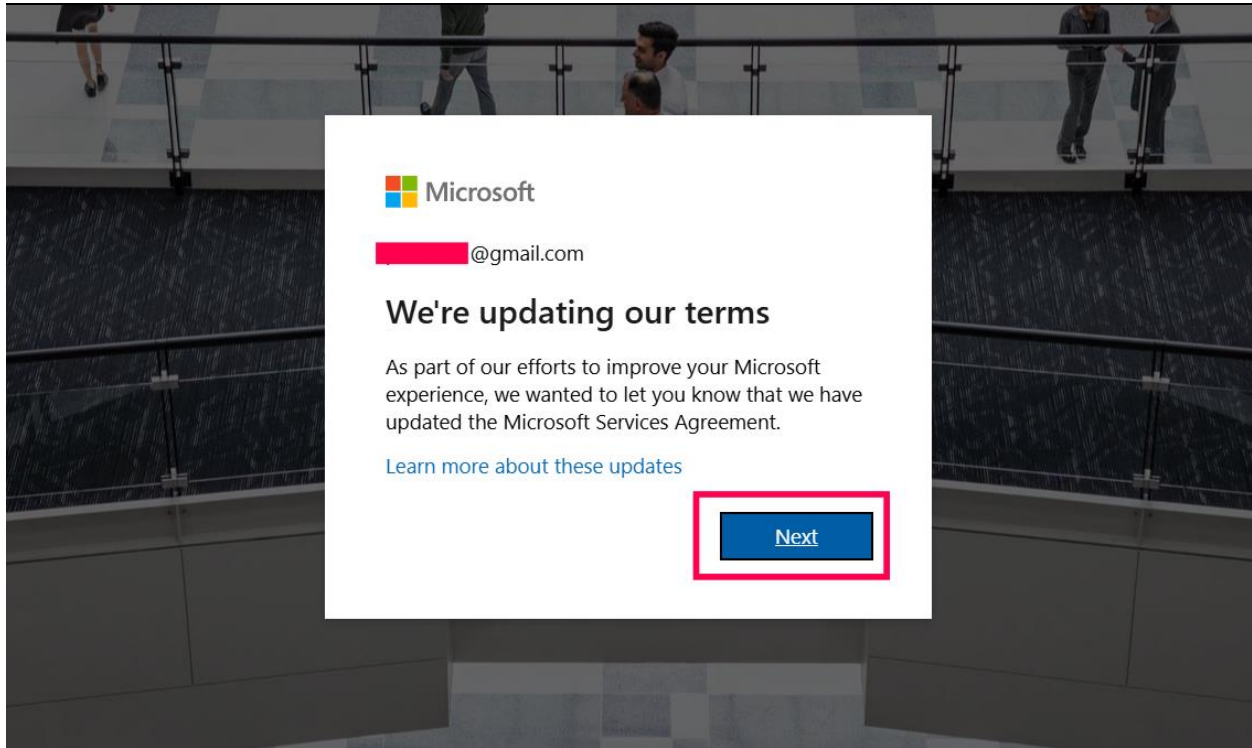 Microsoft
@gmail.com
We're updating our terms
As part of our efforts to improve your Microsoft
experience, we wanted to let you know that we have
updated the Microsoft Services Agreement.
Learn more about these updates
Next